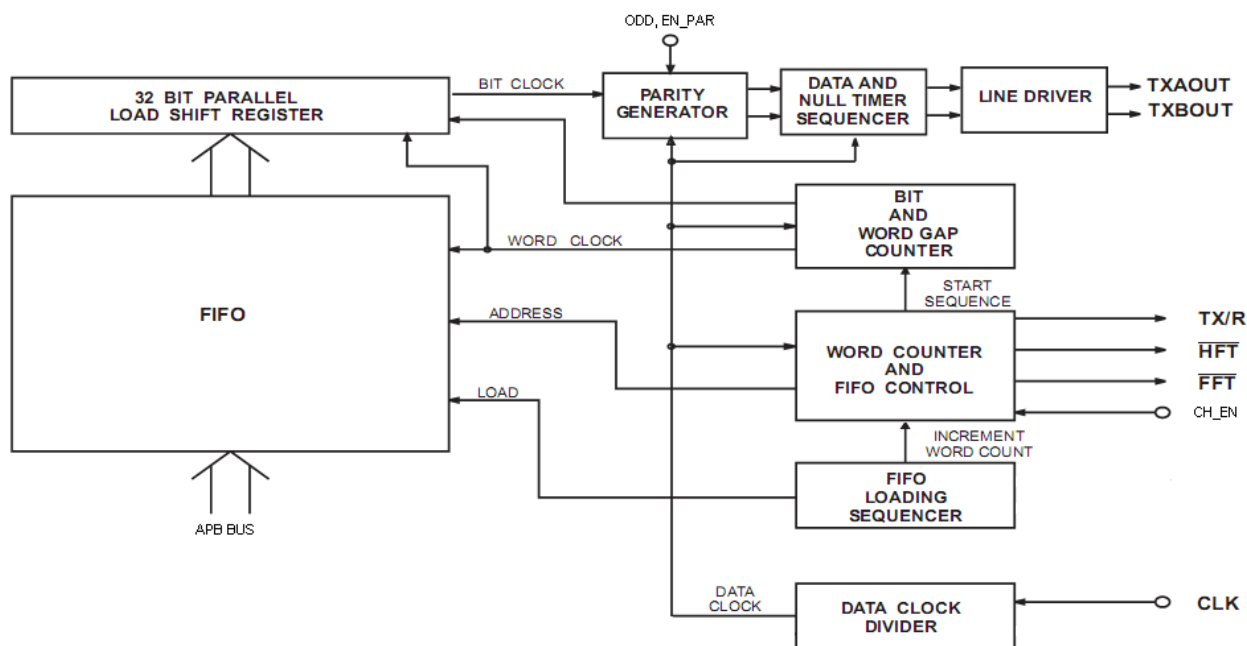 ODD, EN_PAR
32 BIT PARALLEL
LOAD SHIFT REGISTER
BIT CLOCK
PARITY
GENERATOR
DATA AND
NULL TIMER
SEQUENCER
LINE DRIVER
TXAOUT
TXBOUT
BIT
AND
WORD GAP
COUNTER
WORD CLOCK
START
SEQUENCE
FIFO
ADDRESS
WORD COUNTER
AND
FIFO CONTROL
TX/R
HFT
FFT
CH_EN
LOAD
INCREMENT
WORD COUNT
FIFO
LOADING
SEQUENCER
APB BUS
DATA
CLOCK
DATA CLOCK
DIVIDER
CLK